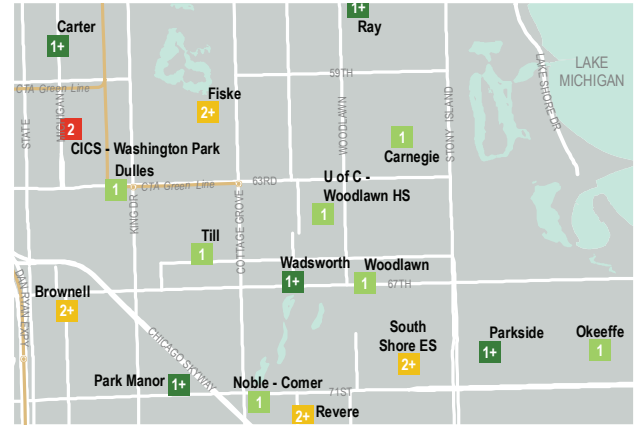 Carter
1+
Ray
1+
59TH
LAKE
MICHIGAN
LAKE SHORE DR
CTA Green Line
Fiske
2+
STATE
MICHIGAN
2
CICS - Washington Park
WOODLAWN
1
Carnegie
STONY ISLAND
Dulles
1
CTA Green Line
63RD
U of C -
Woodlawn HS
1
KING DR
COTTAGE GROVE
Till
1
Wadsworth
1+
Woodlawn
1
67TH
DAN RYAN EXPY
Brownell
2+
CHICAGO SKYWAY
South
Shore ES
2+
Parkside
1+
Okeeffe
1
Park Manor
1+
Noble - Comer
1
71ST
2+
Revere